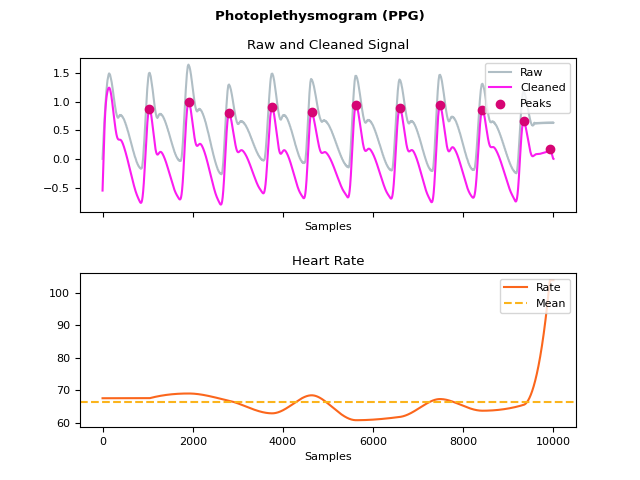 Photoplethysmogram (PPG)
Raw and Cleaned Signal
1.5
1.0
0.5
0.0
−0.5
Raw
Cleaned
Peaks
Samples
Heart Rate
100
90
80
70
60
Rate
Mean
0
2000
4000
6000
8000
10000
Samples